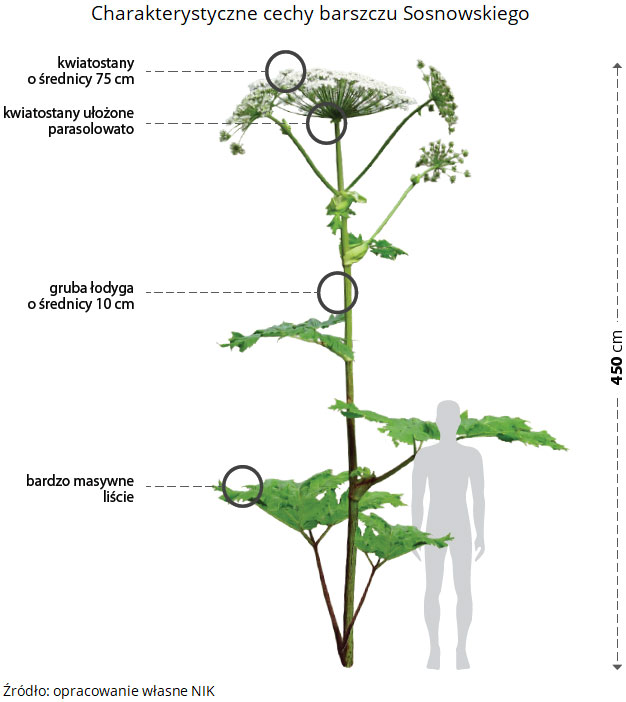 Charakterystyczne cechy barszczu Sosnowskiego
kwiatostany
o średnicy 75 cm
kwiatostany ułożone
parasolowato
gruba łodyga
o średnicy 10 cm
450 cm
bardzo masywne
liście
Źródło: opracowanie własne NIK